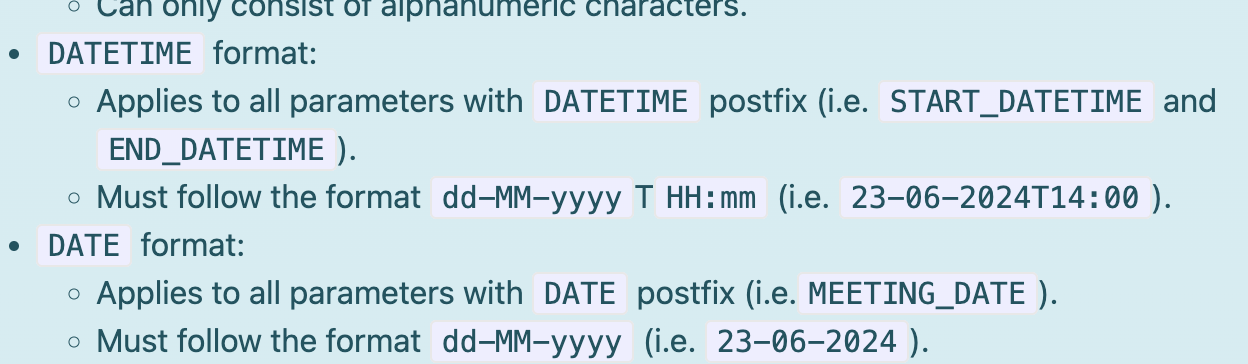 Can only consist of alphanumeric characters.
DATETIME format:
Applies to all parameters with DATETIME postfix (i.e. START_DATETIME and
END_DATETIME ).
Must follow the format dd-MM-yyyy T HH:mm (i.e. 23-06-2024T14:00 ).
DATE format:
Applies to all parameters with DATE postfix (i.e. MEETING_DATE ).
Must follow the format dd-MM-yyyy (i.e. 23-06-2024 ).